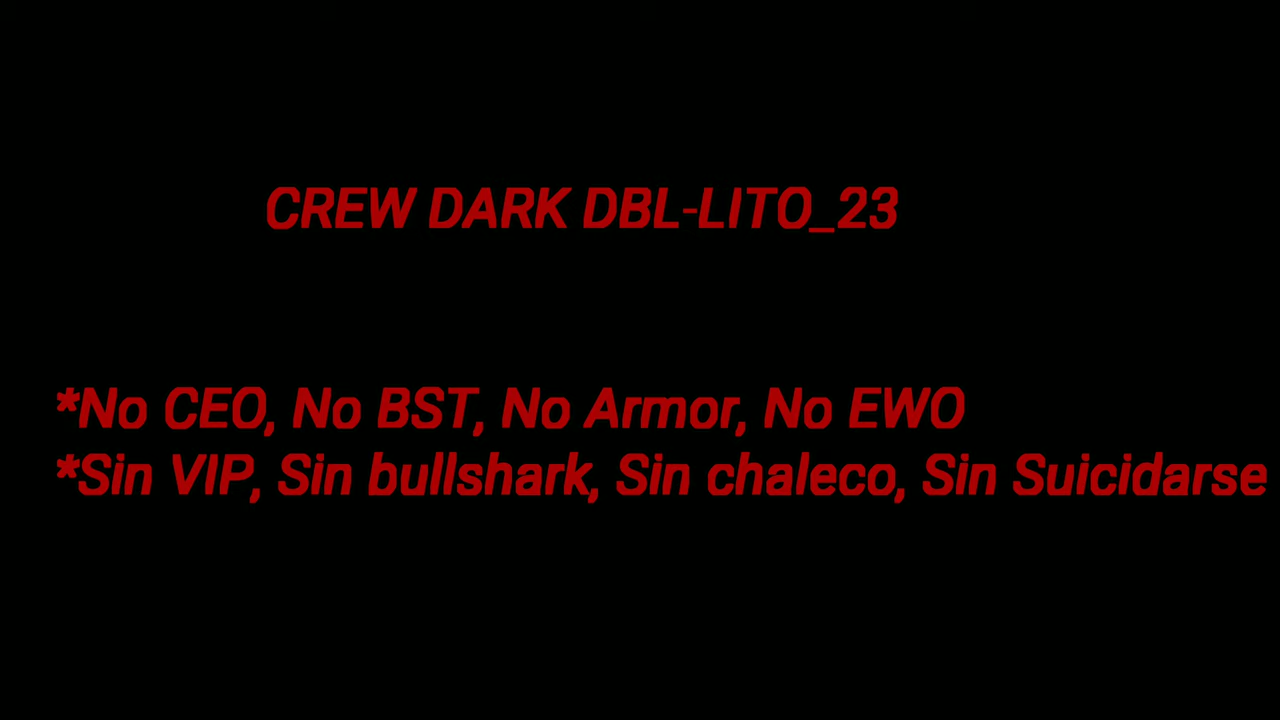 CREW DARK DBL-LITO_23
*No CEO, No BST, No Armor, No EWO
*Sin VIP, Sin bullshark, Sin chaleco, Sin Suicidarse